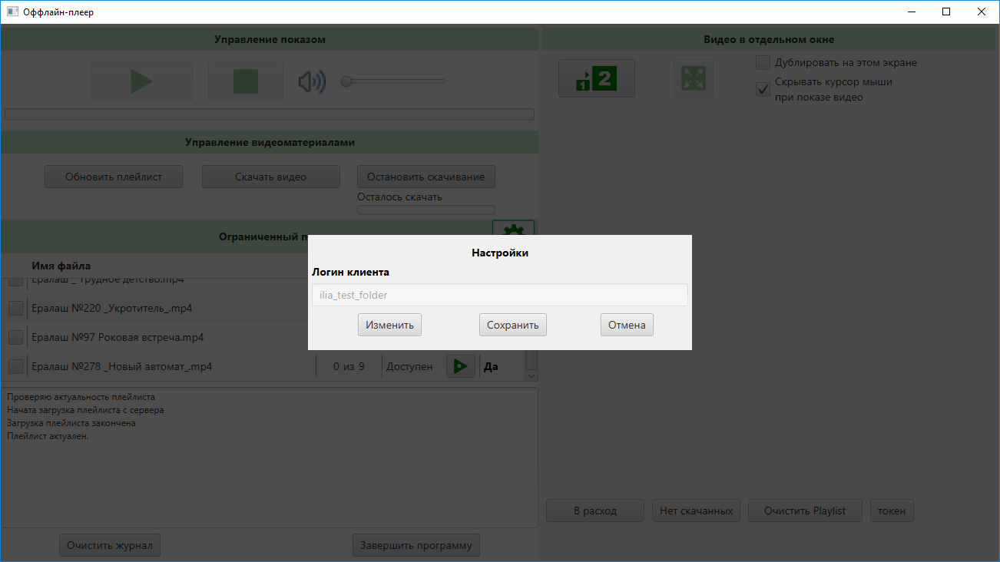 Оффлайн-плеер
Управление показом
Видео в отдельном окне
1 2
Дублировать на этом экране
Скрывать курсор мыши
при показе видео
Управление видеоматериалами
Обновить плейлист
Скачать видео
Остановить скачивание
Осталось скачать
Ограниченный п
Имя файла
Ералаш _ Трудное детство.mp4
Ералаш №220 _Укротитель_.mp4
Ералаш №97 Роковая встреча.mp4
Ералаш №278 _Новый автомат_.mp4 0 из 9 Доступен Да
Настройки
Логин клиента
ilia_test_folder
Изменить Сохранить Отмена
Проверяю актуальность плейлиста
Начата загрузка плейлиста с сервера
Загрузка плейлиста закончена
Плейлист актуален.
В расход Нет скачанных Очистить Playlist токен
Очистить журнал Завершить программу